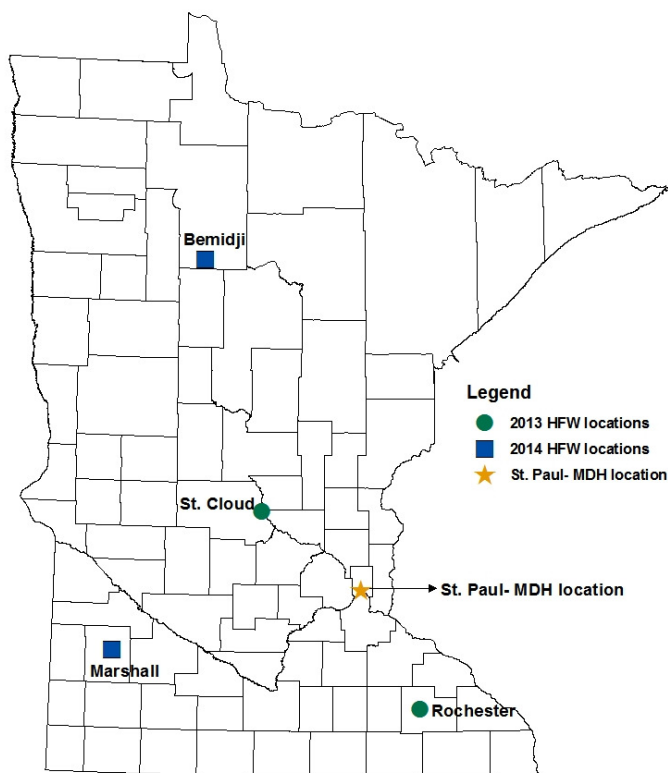 Bemidji
Legend
2013 HFW locations
2014 HFW locations
St. Paul- MDH location
St. Cloud
St. Paul- MDH location
Marshall
Rochester